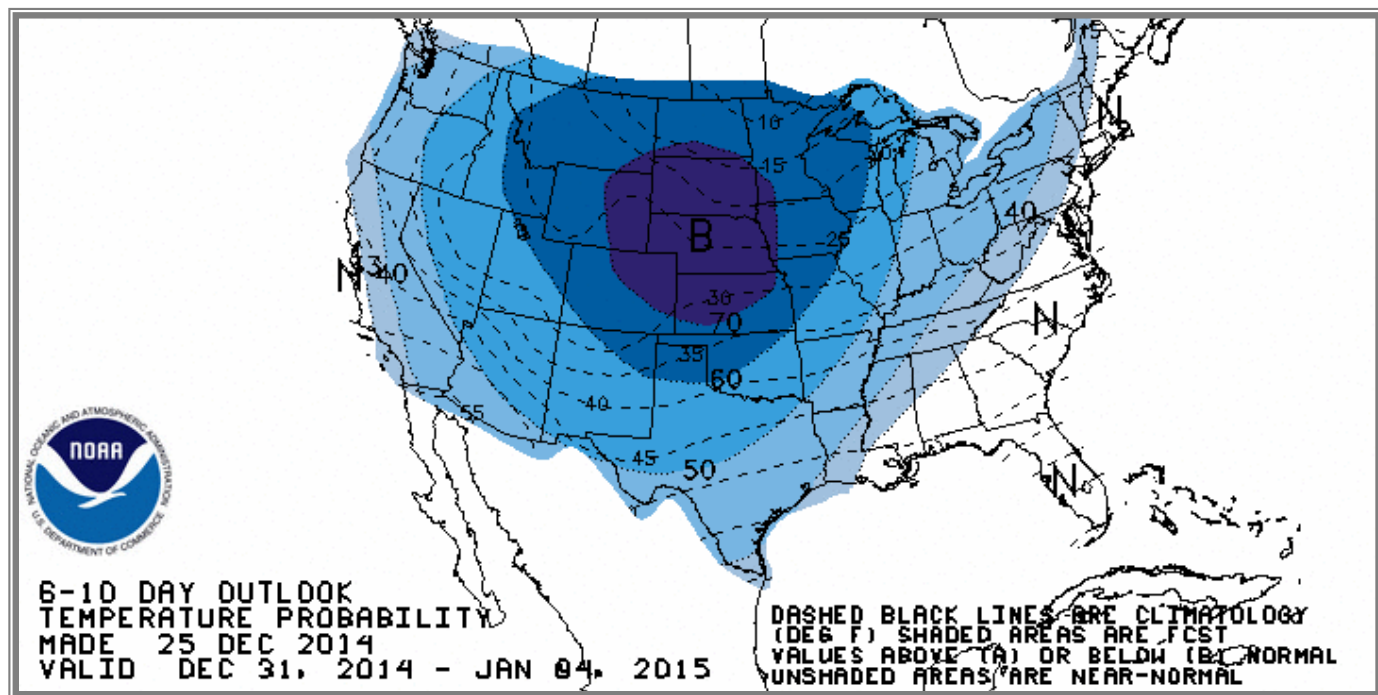 10
15
30
B
25
40
N
40
N
30
70
N
35
60
40
55
45
50
N
NATIONAL OCEANIC AND ATMOSPHERIC ADMINISTRATION
NOAA
U.S. DEPARTMENT OF COMMERCE
6-10 DAY OUTLOOK
TEMPERATURE PROBABILITY
MADE 25 DEC 2014
VALID DEC 31, 2014 - JAN 04, 2015
DASHED BLACK LINES ARE CLIMATOLOGY
(DEG F) SHADED AREAS ARE FCST
VALUES ABOVE (A) OR BELOW (B) NORMAL
UNSHADED AREAS ARE NEAR-NORMAL